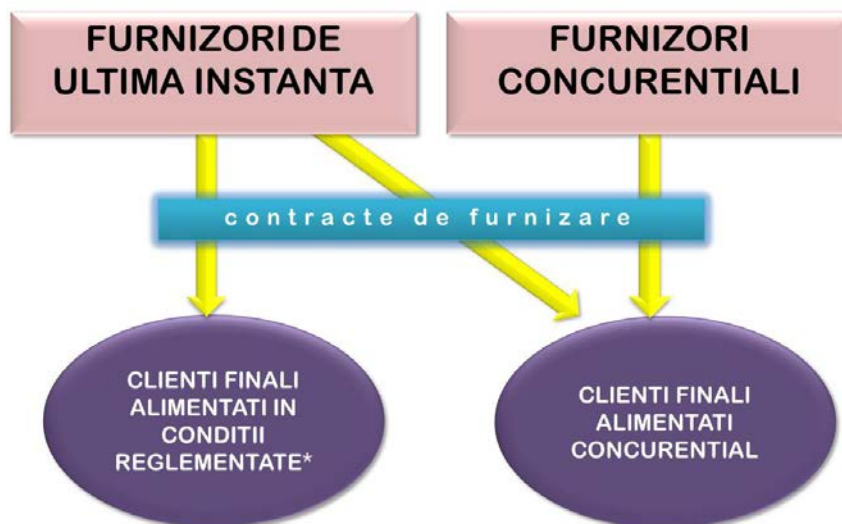 FURNIZORI DE
ULTIMA INSTANTA
FURNIZORI
CONCURENTIALI
contracte de furnizare
CLIENTI FINALI
ALIMENTATI IN
CONDITII
REGLEMENTATE*
CLIENTI FINALI
ALIMENTATI
CONCURENTIAL